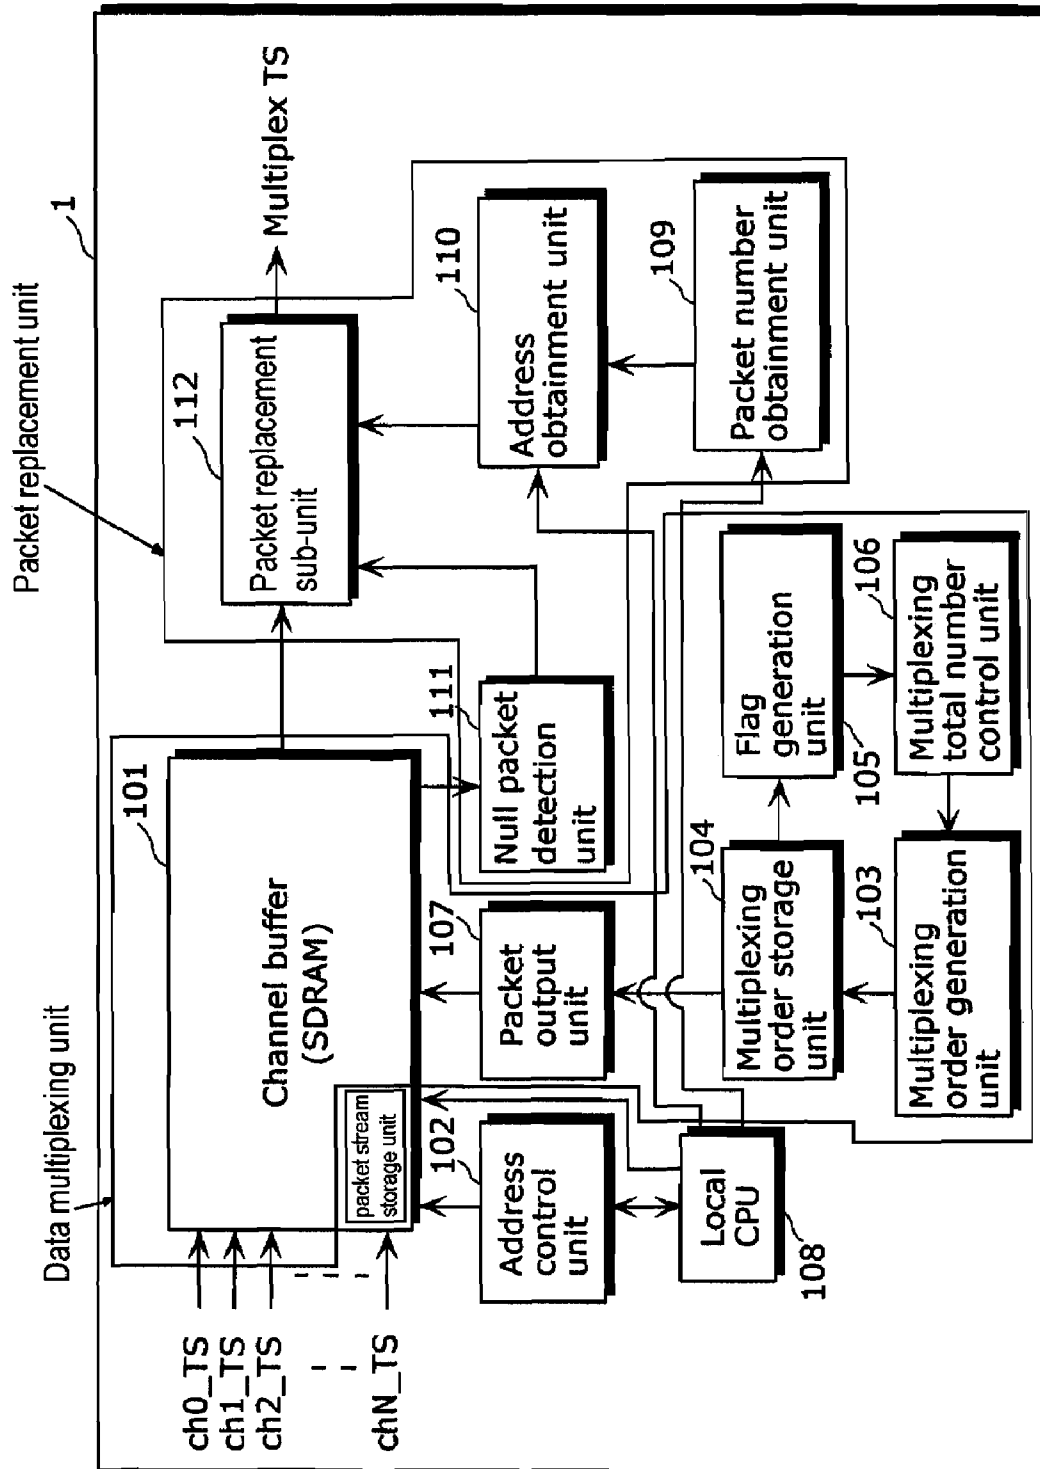 Packet replacement unit
Data multiplexing unit
1
ch0_TS
ch1_TS
ch2_TS
chN_TS
101
Channel buffer
(SDRAM)
packet stream
storage unit
112
Packet replacement
sub-unit
Multiplex TS
102
Address
control
unit
107
Packet
output
unit
111
Null packet
detection
unit
110
Address
obtainment unit
Local
CPU
108
104
Multiplexing
order storage
unit
Flag
generation
unit
105
109
Packet number
obtainment unit
103
Multiplexing
order generation
unit
106
Multiplexing
total number
control unit